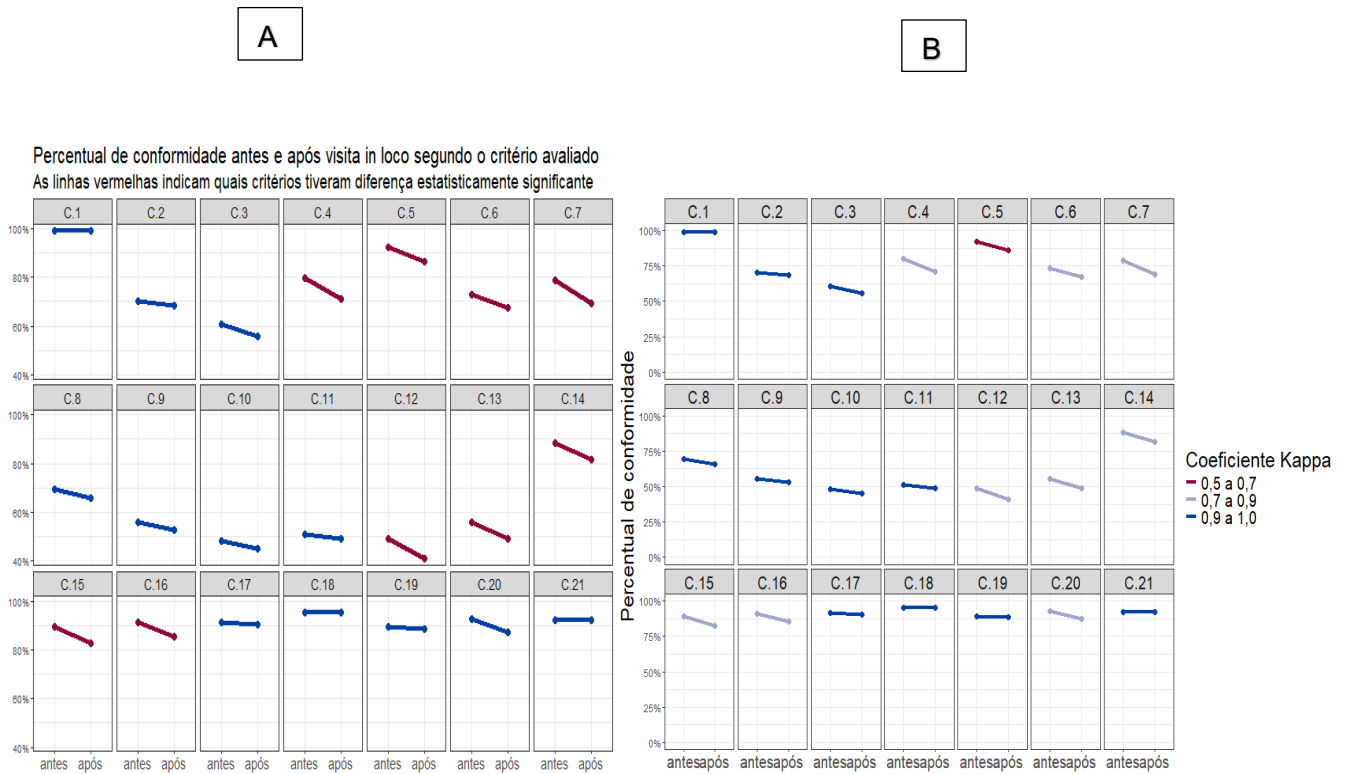 A
B
Percentual de conformidade antes e após visita in loco segundo o critério avaliado
As linhas vermelhas indicam quais critérios tiveram diferença estatisticamente significante
C.1 C.2 C.3 C.4 C.5 C.6 C.7
100%
80%
60%
40%
C.8 C.9 C.10 C.11 C.12 C.13 C.14
100%
80%
60%
40%
C.15 C.16 C.17 C.18 C.19 C.20 C.21
100%
80%
60%
40%
antes após antes após antes após antes após antes após antes após antes após
Percentual de conformidade
C.1 C.2 C.3 C.4 C.5 C.6 C.7
100%
75%
50%
25%
0%
C.8 C.9 C.10 C.11 C.12 C.13 C.14
100%
75%
50%
25%
0%
C.15 C.16 C.17 C.18 C.19 C.20 C.21
100%
75%
50%
25%
0%
antesapós antesapós antesapós antesapós antesapós antesapós antesapós
Coeficiente Kappa
0,5 a 0,7
0,7 a 0,9
0,9 a 1,0